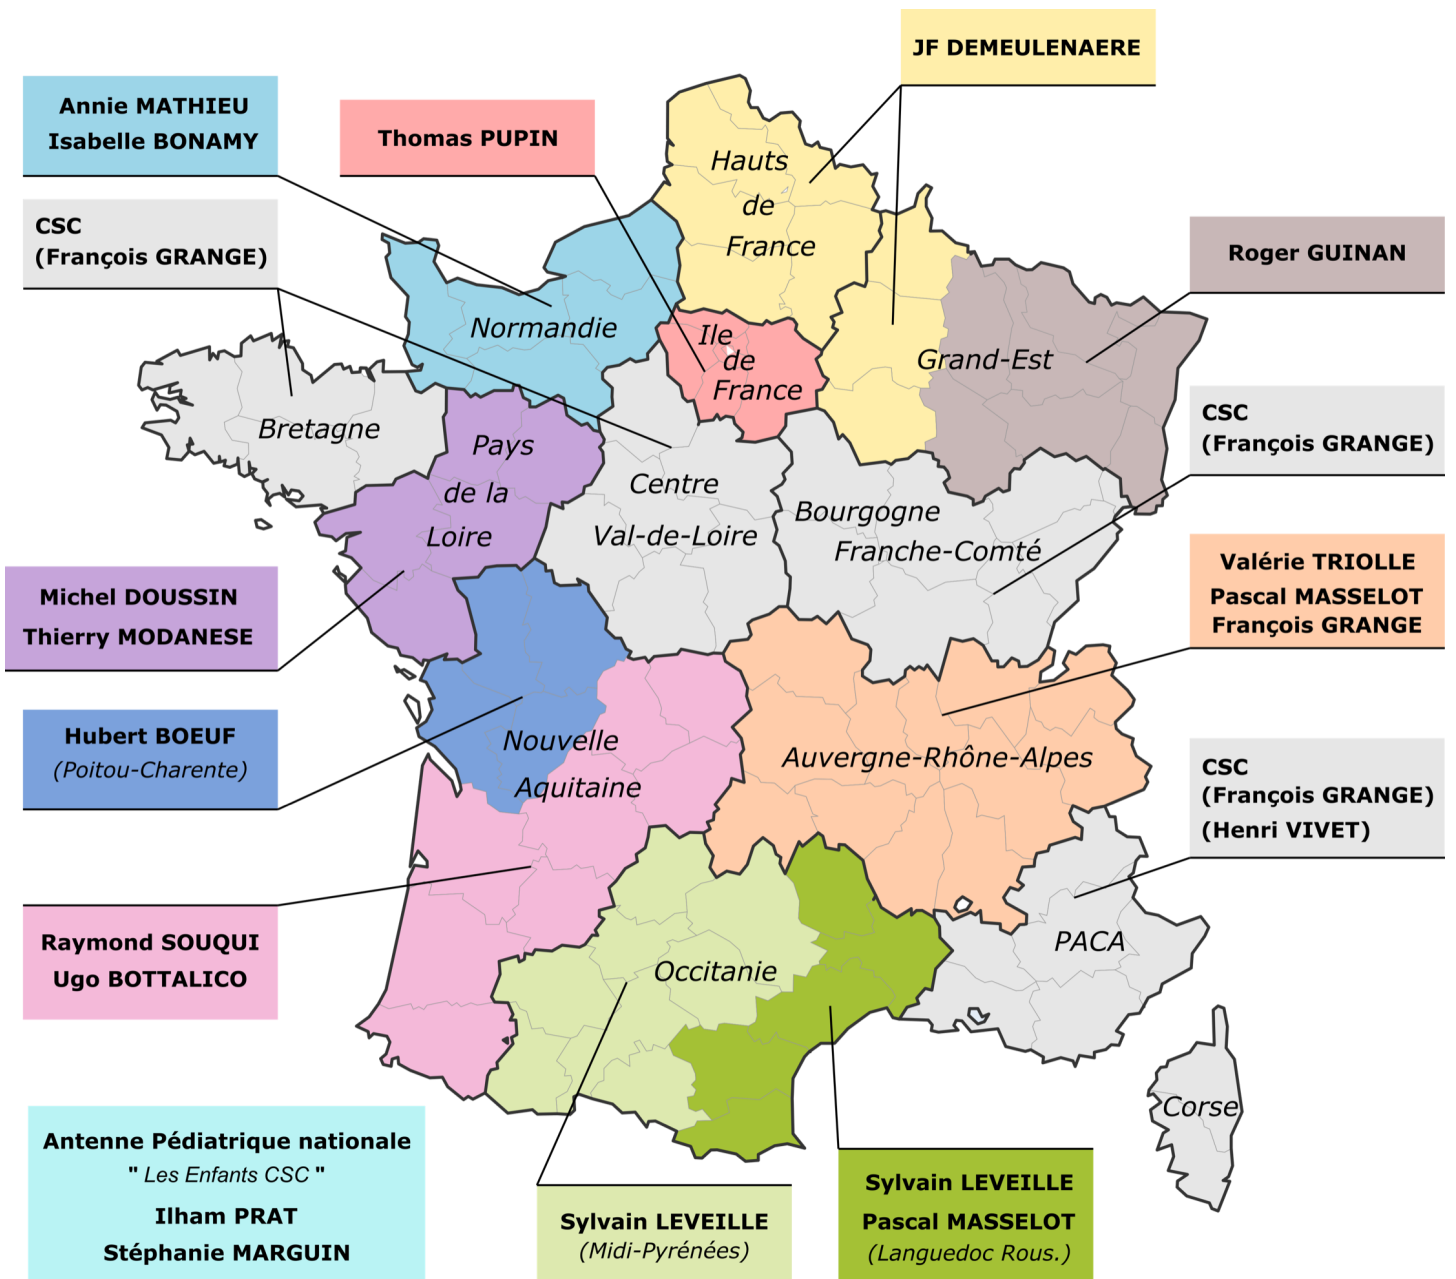 JF DEMEULENAERE
Annie MATHIEU
Isabelle BONAMY
Thomas PUPIN
CSC
(François GRANGE)
Roger GUINAN
Hauts
de
France
Normandie
Ile
de
France
Grand-Est
CSC
(François GRANGE)
Bretagne
Pays
de la
Loire
Centre
Val-de-Loire
Bourgogne
Franche-Comté
Michel DOUSSIN
Thierry MODANESE
Valérie TRIOLLE
Pascal MASSELOT
François GRANGE
Hubert BOEUF
(Poitou-Charente)
Nouvelle
Aquitaine
Auvergne-Rhône-Alpes
CSC
(François GRANGE)
(Henri VIVET)
Raymond SOUQUI
Ugo BOTTALICO
Occitanie
PACA
Corse
Antenne Pédiatrique nationale
" Les Enfants CSC "
Ilham PRAT
Stéphanie MARGUIN
Sylvain LEVEILLE
(Midi-Pyrénées)
Sylvain LEVEILLE
Pascal MASSELOT
(Languedoc Rous.)